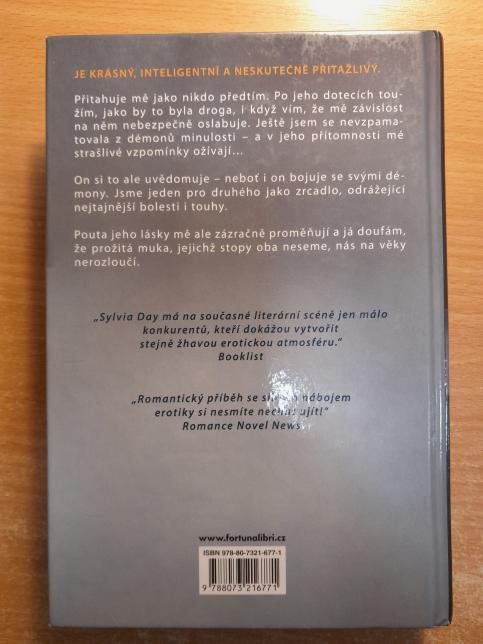 JE KRÁSNÝ, INTELIGENTNÍ A NESKUTEČNĚ PŘITAŽLIVÝ.
Přitahuje mě jako nikdo předtím. Po jeho dotecích tou-
žím, jako by to byla droga, i když vím, že má závislost
na něm nebezpečně oslabuje. Ještě jsem se nevzpama-
tovala z démonů minulosti – a v jeho přítomnosti mé
strašlivé vzpomínky ožívají…
On si to ale uvědomuje – neboť i on bojuje se svými dé-
mony. Jsme jeden pro druhého jako zrcadlo, odrážející
nejtajnější bolesti i touhy.
Pouta jeho lásky mě ale zázračně proměňují a já doufám,
že prožitá muka, jejichž stopy oba neseme, nás na věky
nerozloučí.
„Sylvia Day má na současné literární scéně jen málo
konkurentů, kteří dokážou vytvořit
stejně žhavou erotickou atmosféru.“
Booklist
„Romantický příběh se nábojem
erotiky si nesmíte nechat ujít!“
Romance Novel News
www.fortunalibri.cz
ISBN 978-80-7321-677-1
9 788073 216771